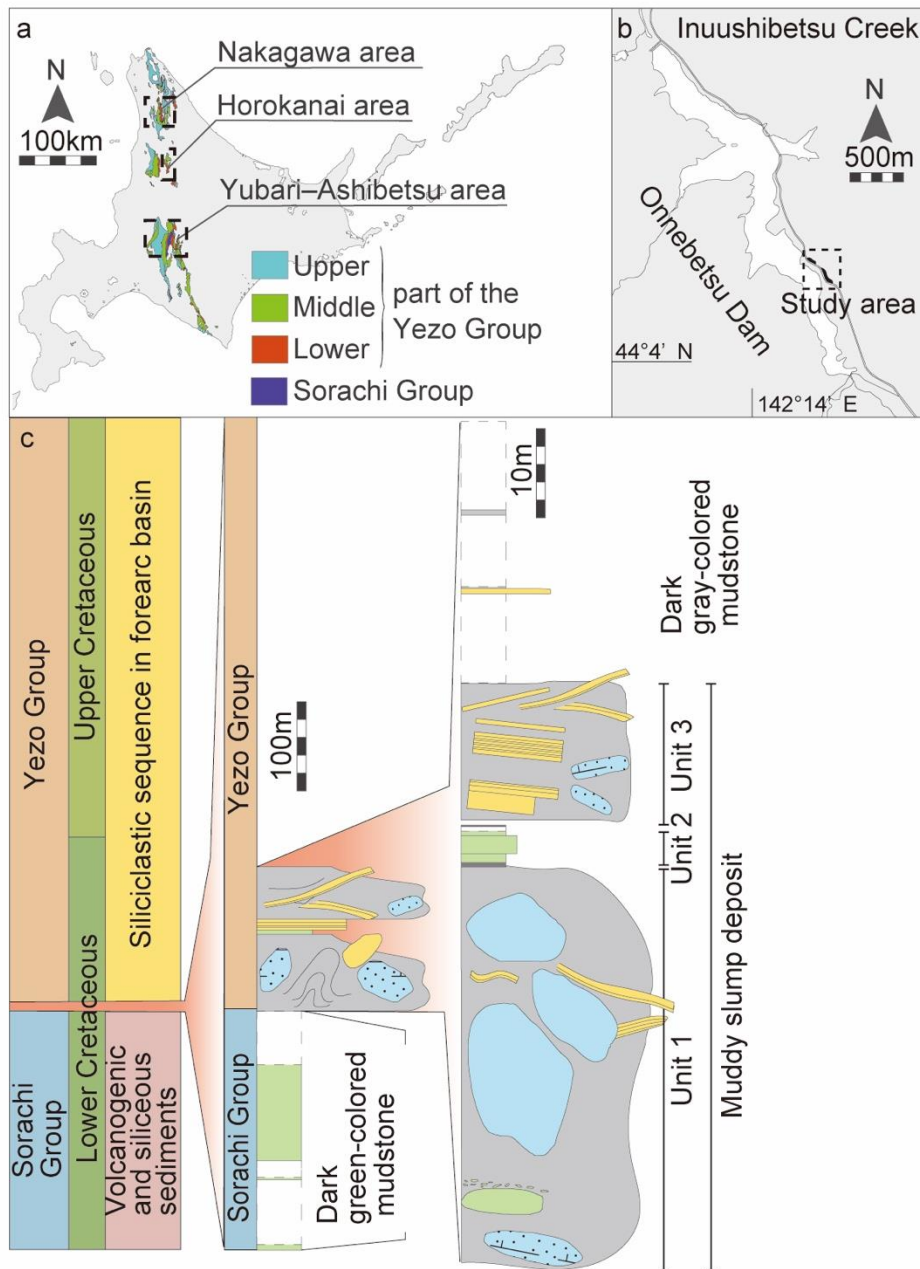 a
Nakagawa area
Horokanai area
Yubari–Ashibetsu area
N
100km
Upper
Middle
Lower
part of the
Yezo Group
Sorachi Group
b
Inuushibetsu Creek
N
500m
Onnebetsu Dam
Study area
44°4' N
142°14' E
c
Yezo Group
Sorachi
Group
Upper Cretaceous
Lower Cretaceous
Siliciclastic sequence in forearc basin
Volcanogenic
and siliceous
sediments
Yezo Group
Sorachi Group
100m
Dark
green-colored
mudstone
10m
Dark
gray-colored
mudstone
Unit 3
Unit 2
Unit 1
Muddy slump deposit